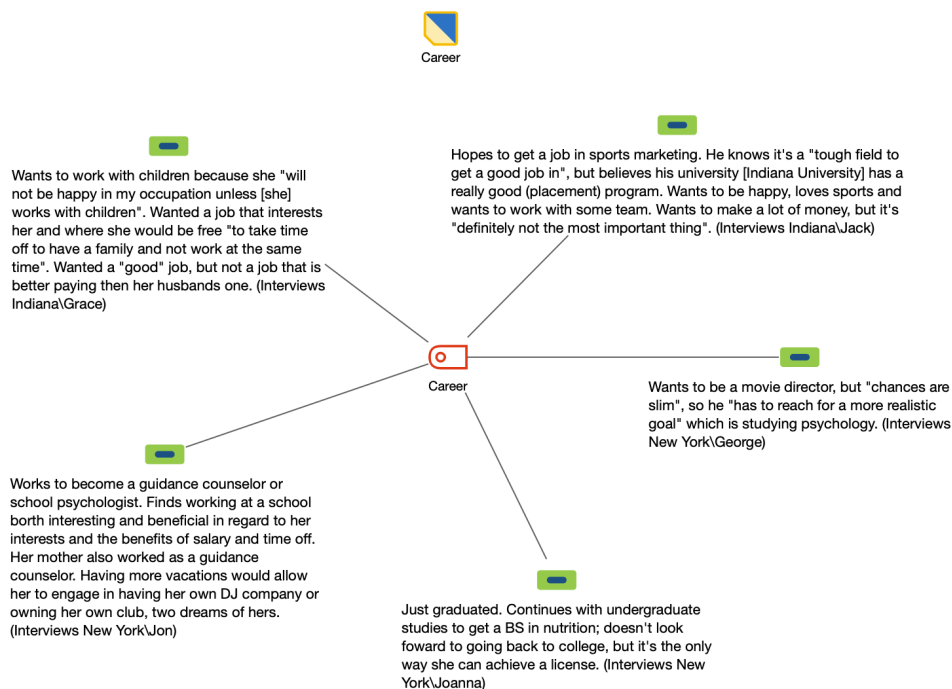 Career
Wants to work with children because she "will
not be happy in my occupation unless [she]
works with children". Wanted a job that interests
her and where she would be free "to take time
off to have a family and not work at the same
time". Wanted a "good" job, but not a job that is
better paying then her husbands one. (Interviews
Indiana\Grace)
Hopes to get a job in sports marketing. He knows it's a "tough field to
get a good job in", but believes his university [Indiana University] has a
really good (placement) program. Wants to be happy, loves sports and
wants to work with some team. Wants to make a lot of money, but it's
"definitely not the most important thing". (Interviews Indiana\Jack)
Career
Wants to be a movie director, but "chances are
slim", so he "has to reach for a more realistic
goal" which is studying psychology. (Interviews
New York\George)
Works to become a guidance counselor or
school psychologist. Finds working at a school
borth interesting and beneficial in regard to her
interests and the benefits of salary and time off.
Her mother also worked as a guidance
counselor. Having more vacations would allow
her to engage in having her own DJ company or
owning her own club, two dreams of hers.
(Interviews New York\Jon)
Just graduated. Continues with undergraduate
studies to get a BS in nutrition; doesn't look
foward to going back to college, but it's the only
way she can achieve a license. (Interviews New
York\Joanna)